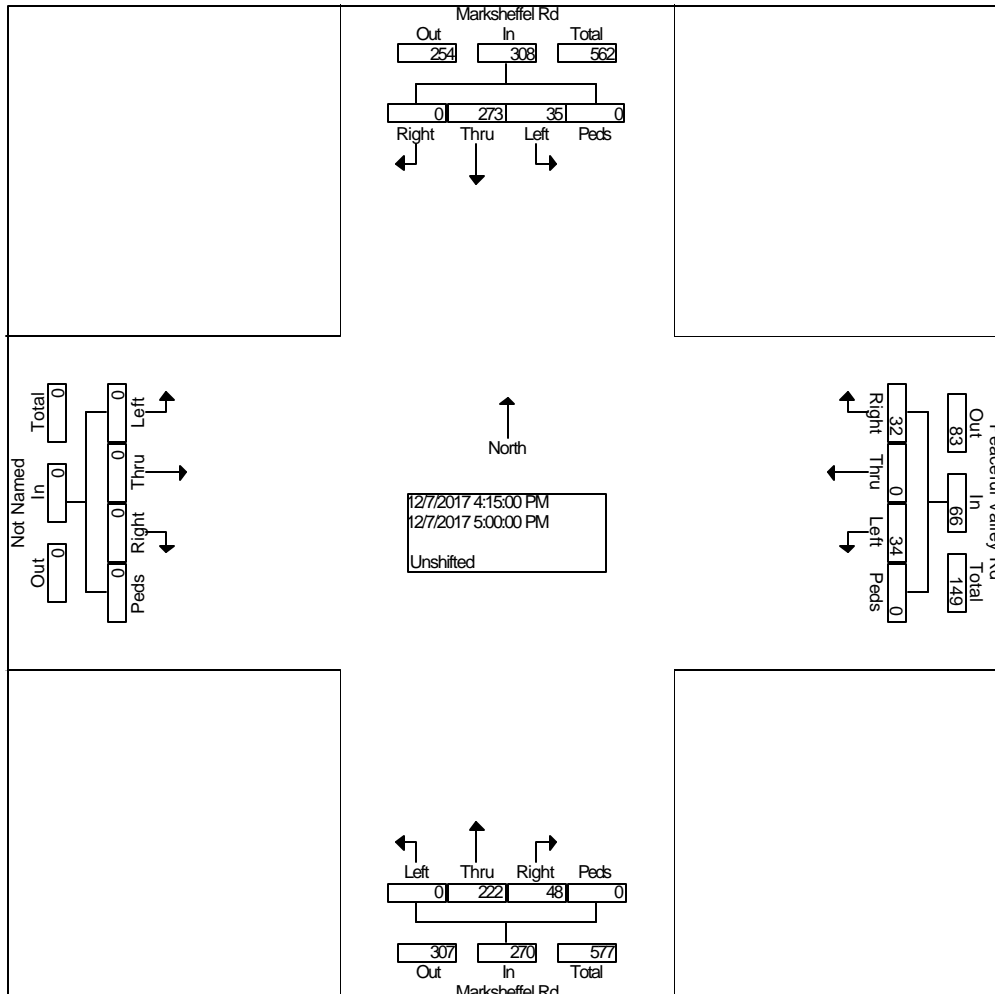 Marksheffel Rd
Out In Total
254 308 562
0 273 35 0
Right Thru Left Peds
Not Named
Total In Out
0 0 0
0 0 0 0
Left Thru Right Peds
North
12/7/2017 4:15:00 PM
12/7/2017 5:00:00 PM
Unshifted
Peaceful Valley Rd
Out In Total
83 66 149
32 0 34 0
Right Thru Left Peds
Left Thru Right Peds
0 222 48 0
307 270 577
Out In Total
Marksheffel Rd